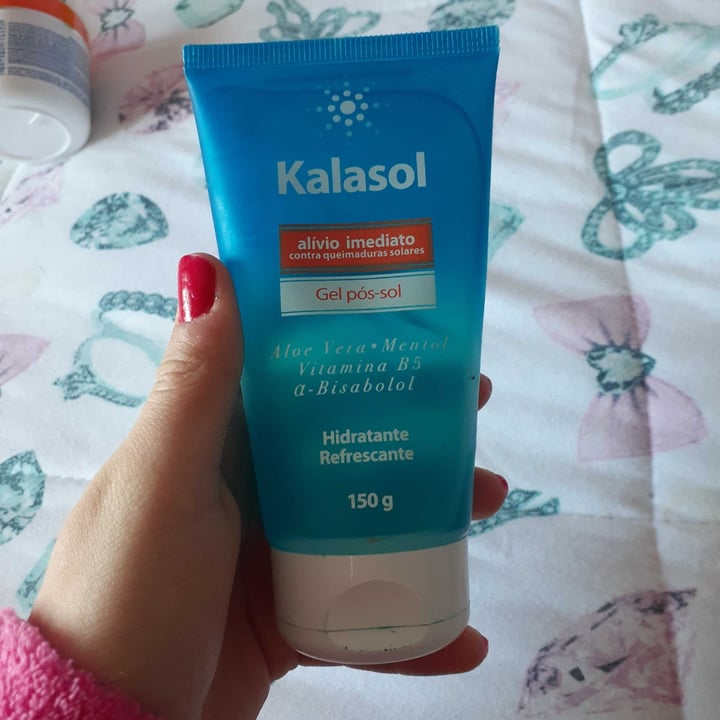 Kalasol
alívio imediato
contra queimaduras solares
Gel pós-sol
Aloe Vera • Mentol
Vitamina B5
α-Bisabolol
Hidratante
Refrescante
150 g